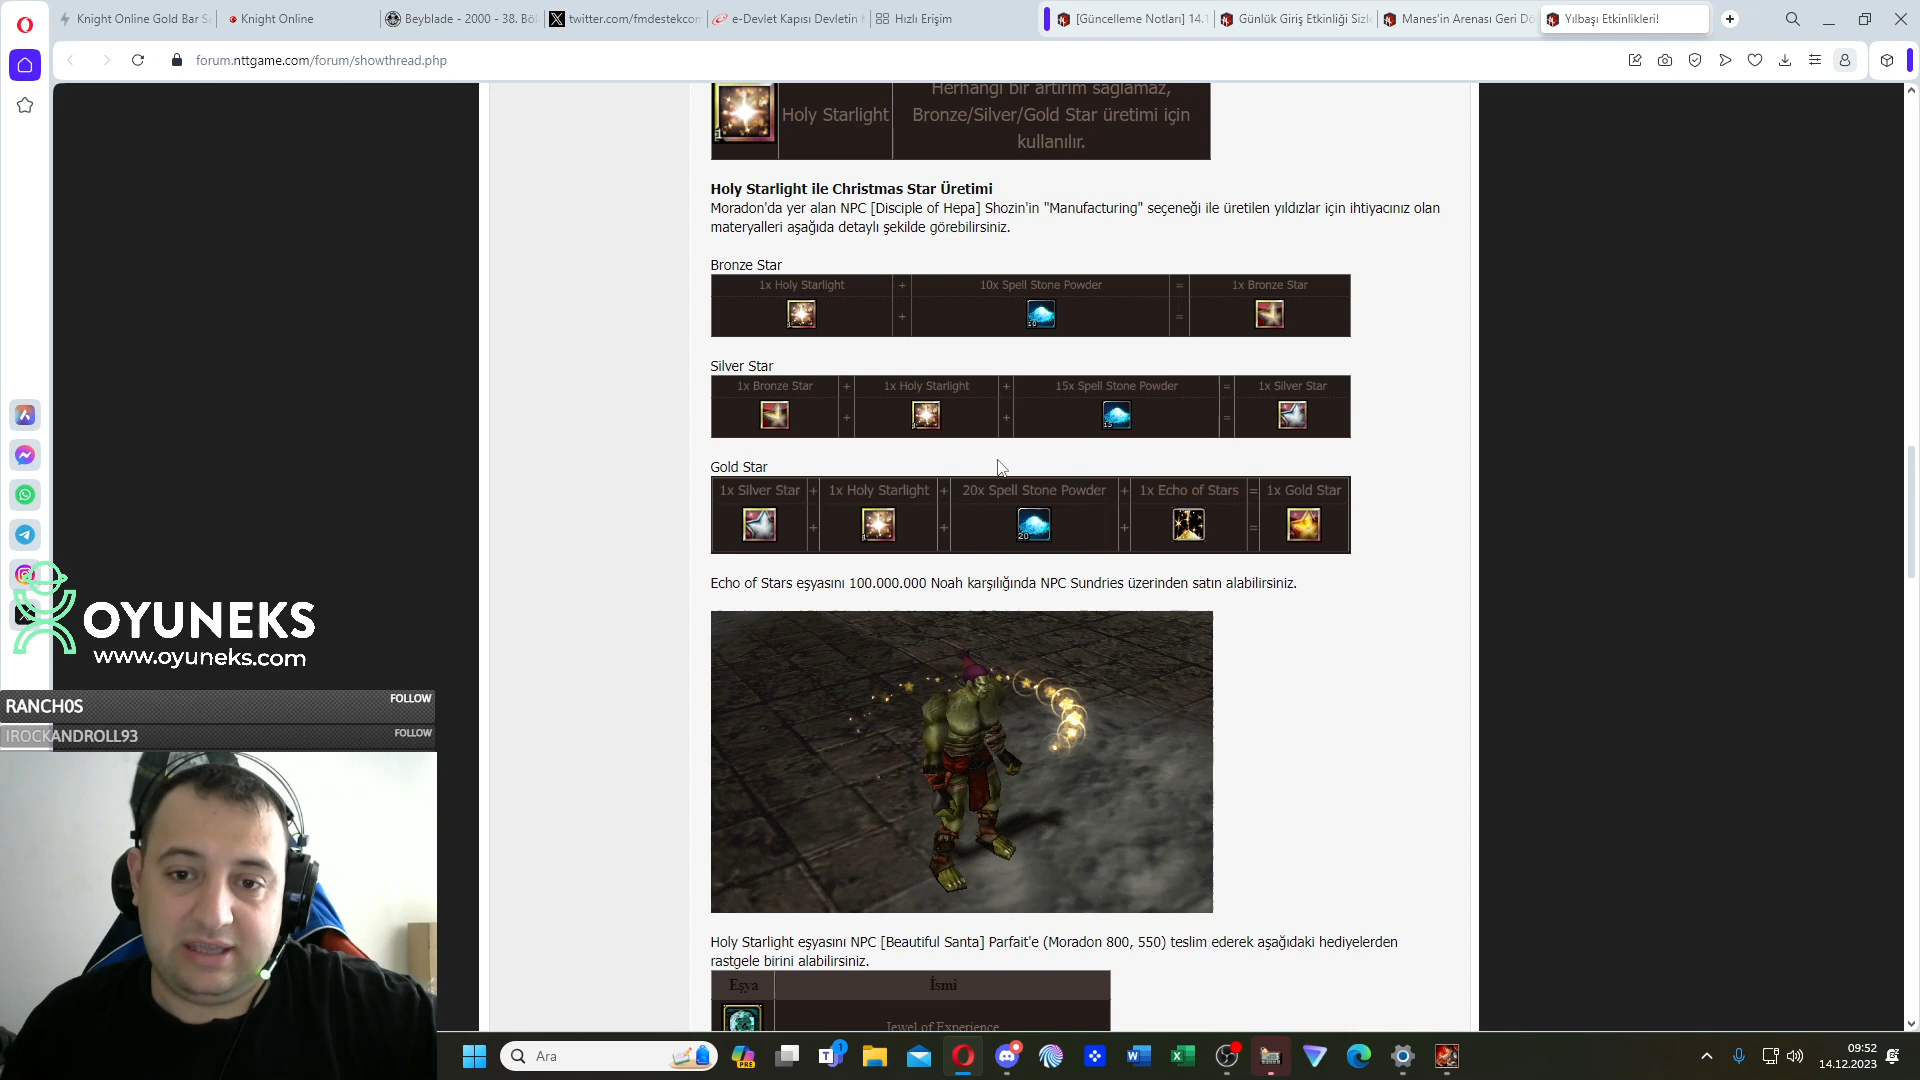 Knight Online Gold Bar Sa
Knight Online
Beyblade - 2000 - 38. Böl
twitter.com/fmdestekcom
e-Devlet Kapısı Devletin
Hızlı Erişim
[Güncelleme Notları] 14.1
Günlük Giriş Etkinliği Sizle
Manes'in Arenası Geri Dö
Yılbaşı Etkinlikleri!
forum.nttgame.com/forum/showthread.php
Holy Starlight
Herhangi bir artırım sağlamaz,
Bronze/Silver/Gold Star üretimi için
kullanılır.
Holy Starlight ile Christmas Star Üretimi
Moradon'da yer alan NPC [Disciple of Hepa] Shozin'in "Manufacturing" seçeneği ile üretilen yıldızlar için ihtiyacınız olan
materyalleri aşağıda detaylı şekilde görebilirsiniz.
Bronze Star
1x Holy Starlight + 10x Spell Stone Powder = 1x Bronze Star
+ 10 =
Silver Star
1x Bronze Star + 1x Holy Starlight + 15x Spell Stone Powder = 1x Silver Star
+ + 15 =
Gold Star
1x Silver Star + 1x Holy Starlight + 20x Spell Stone Powder + 1x Echo of Stars = 1x Gold Star
+ + 20 + =
Echo of Stars eşyasını 100.000.000 Noah karşılığında NPC Sundries üzerinden satın alabilirsiniz.
OYUNEKS
www.oyuneks.com
RANCH0S FOLLOW
IROCKANDROLL93 FOLLOW
Holy Starlight eşyasını NPC [Beautiful Santa] Parfait'e (Moradon 800, 550) teslim ederek aşağıdaki hediyelerden
rastgele birini alabilirsiniz.
Eşya İsmi
Jewel of Experience
Ara
PRE
1
09:52
14.12.2023